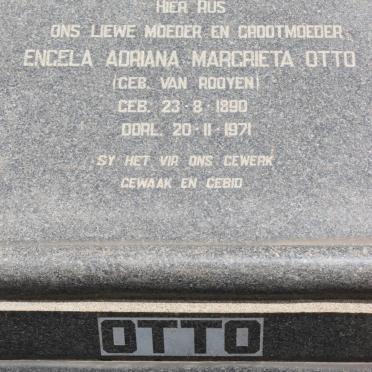 HIER RUS
ONS LIEWE MOEDER EN GROOTMOEDER
ENGELA ADRIANA MARGRIETA OTTO
(GEB. VAN ROOYEN)
GEB. 23-8-1890
OORL. 20-11-1971
SY HET VIR ONS GEWERK
GEWAAK EN GEBID
OTTO